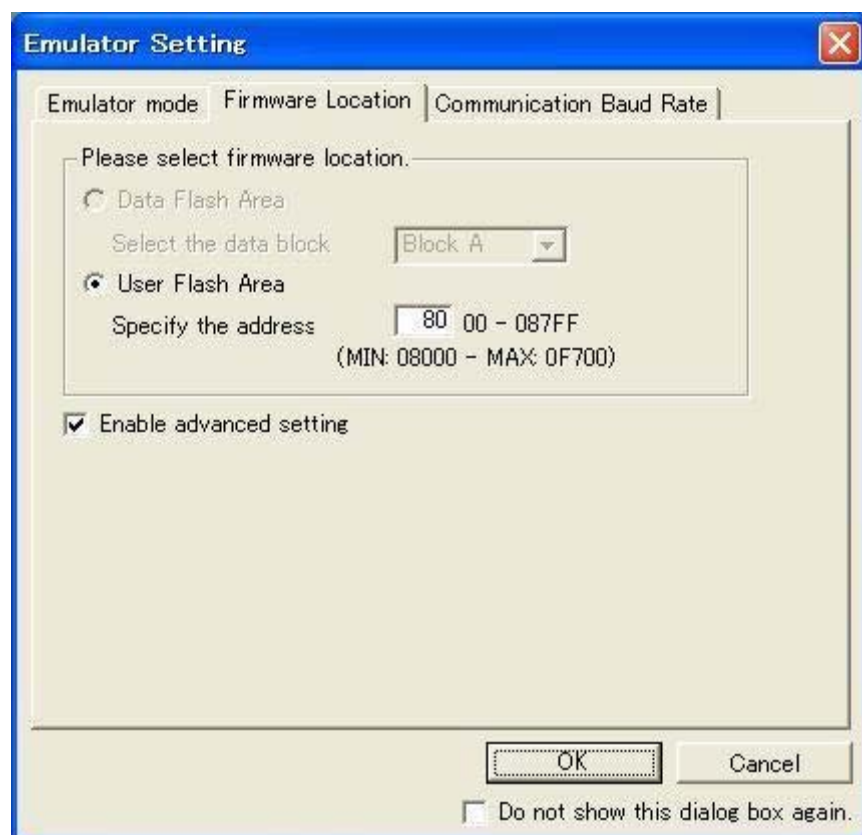 Emulator Setting
Emulator mode Firmware Location Communication Baud Rate
Please select firmware location.
Data Flash Area
Select the data block Block A
User Flash Area
Specify the address 80 00 - 087FF
(MIN: 08000 - MAX: 0F700)
Enable advanced setting
OK Cancel
Do not show this dialog box again.